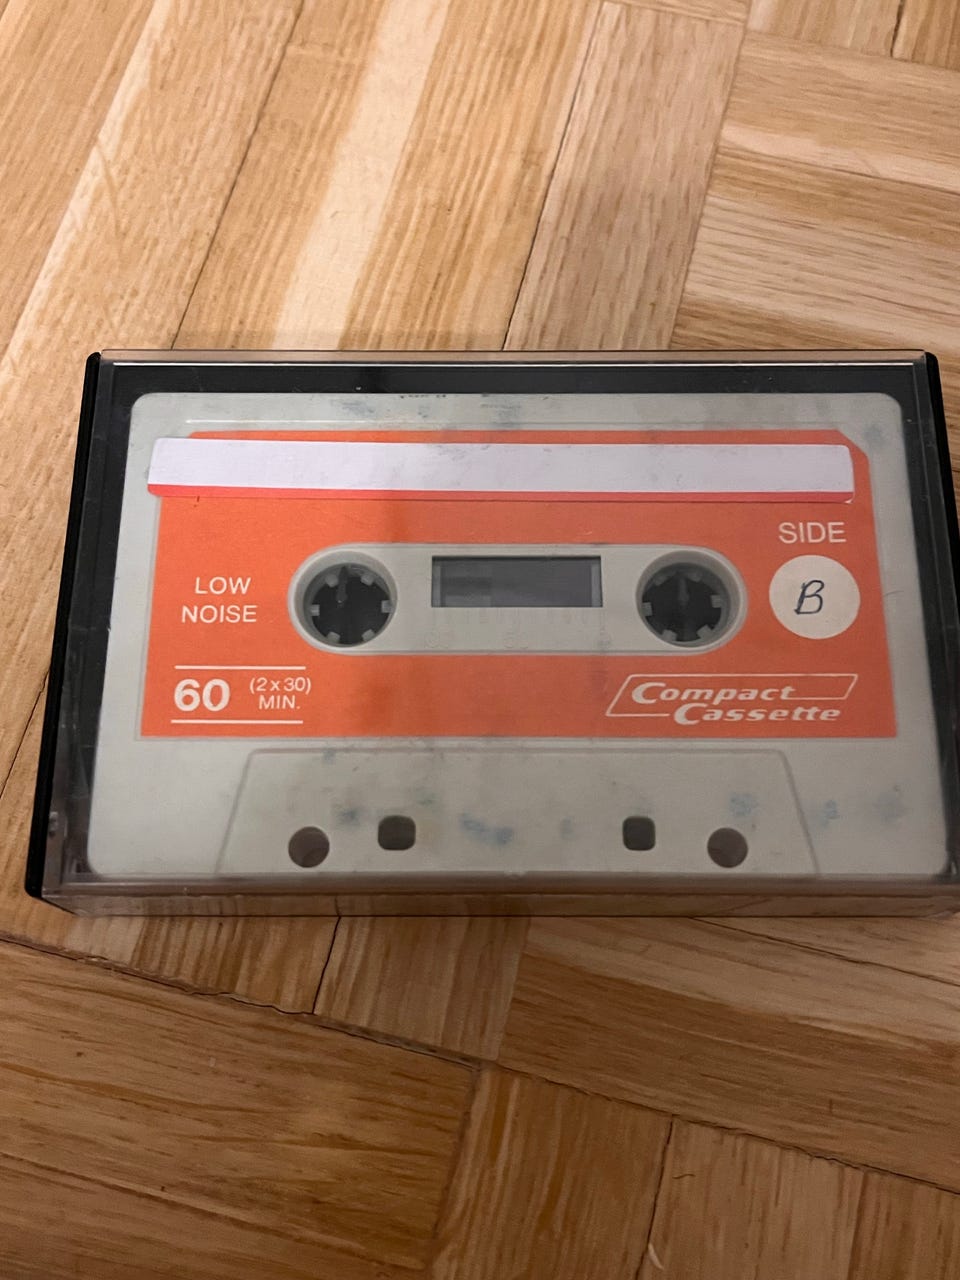 SIDE
B
LOW
NOISE
60 (2x30)
MIN.
Compact
Cassette